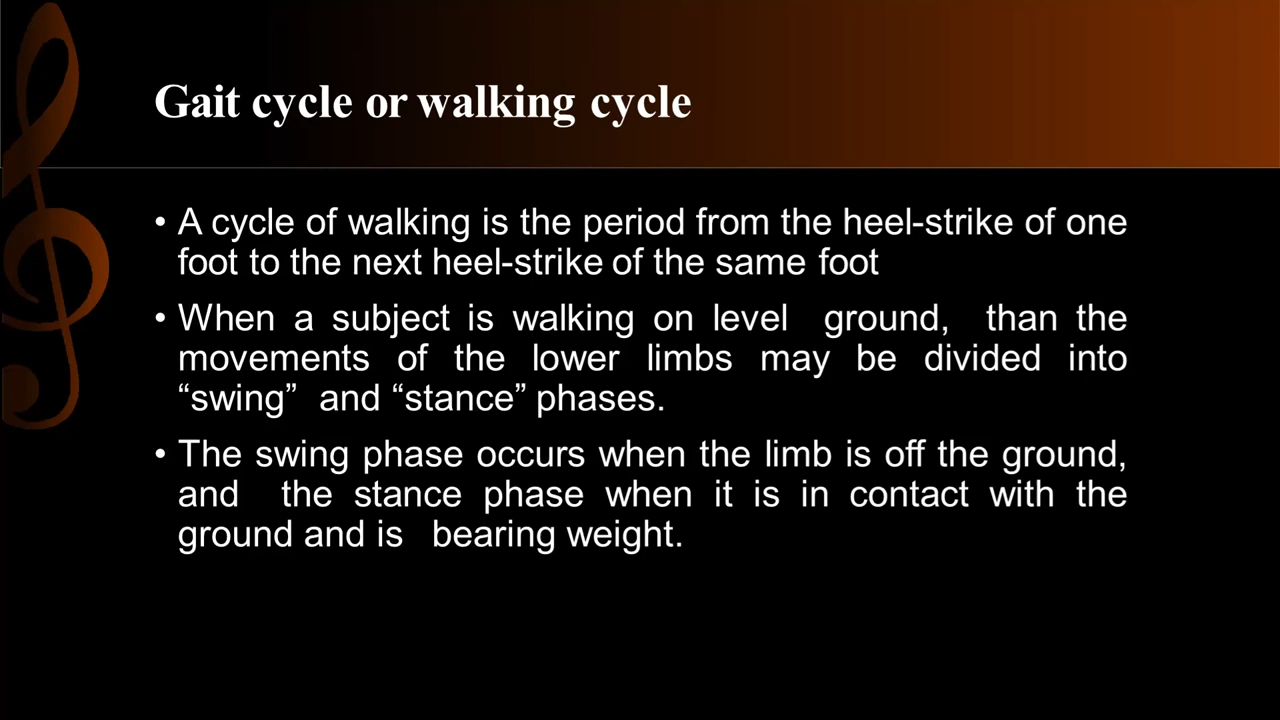 Gait cycle or walking cycle
• A cycle of walking is the period from the heel-strike of one
foot to the next heel-strike of the same foot
• When a subject is walking on level ground, than the
movements of the lower limbs may be divided into
“swing” and “stance” phases.
• The swing phase occurs when the limb is off the ground,
and the stance phase when it is in contact with the
ground and is bearing weight.